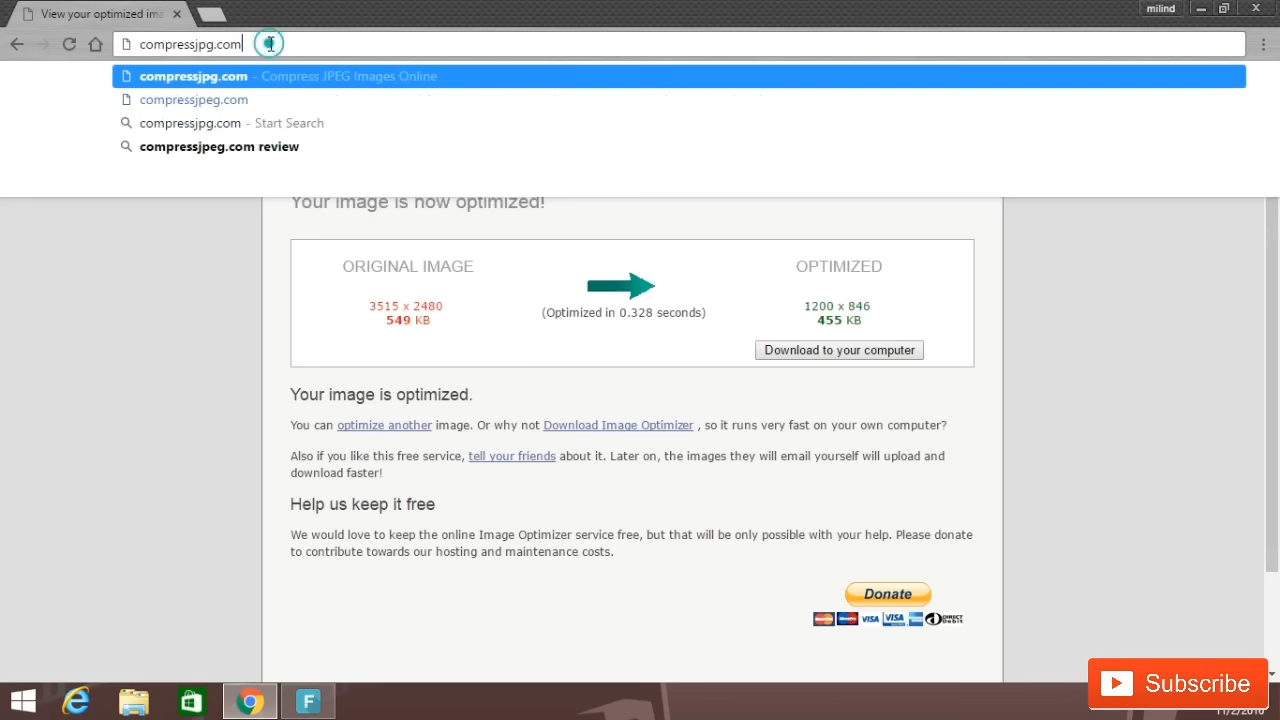 View your optimized ima
milind
compressjpg.com
compressjpg.com - Compress JPEG Images Online
compressjpeg.com
compressjpg.com - Start Search
compressjpeg.com review
Your image is now optimized!
ORIGINAL IMAGE
OPTIMIZED
3515 x 2480
549 KB
(Optimized in 0.328 seconds)
1200 x 846
455 KB
Download to your computer
Your image is optimized.
You can optimize another image. Or why not Download Image Optimizer , so it runs very fast on your own computer?
Also if you like this free service, tell your friends about it. Later on, the images they will email yourself will upload and
download faster!
Help us keep it free
We would love to keep the online Image Optimizer service free, but that will be only possible with your help. Please donate
to contribute towards our hosting and maintenance costs.
Donate
VISA
VISA
DIRECT
Debit
F
Subscribe